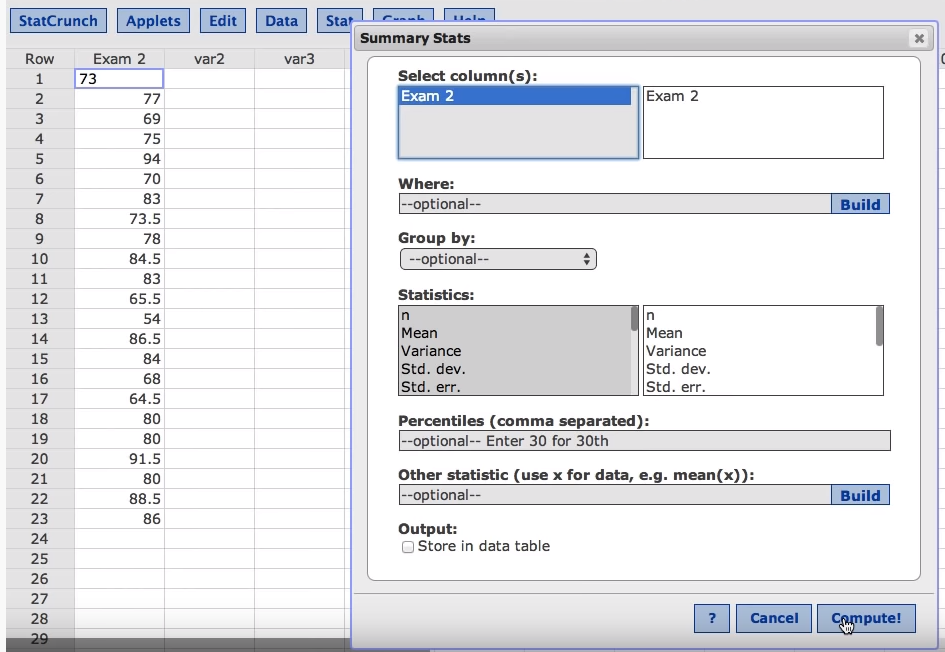 StatCrunch Applets Edit Data Stat Graph Help
Summary Stats
Row Exam 2 var2 var3
1 73
2 77
3 69
4 75
5 94
6 70
7 83
8 73.5
9 78
10 84.5
11 83
12 65.5
13 54
14 86.5
15 84
16 68
17 64.5
18 80
19 80
20 91.5
21 80
22 88.5
23 86
24
25
26
27
28
29
Select column(s):
Exam 2 Exam 2
Where:
--optional-- Build
Group by:
--optional--
Statistics:
n n
Mean Mean
Variance Variance
Std. dev. Std. dev.
Std. err. Std. err.
Percentiles (comma separated):
--optional-- Enter 30 for 30th
Other statistic (use x for data, e.g. mean(x)):
--optional-- Build
Output:
Store in data table
? Cancel Compute!